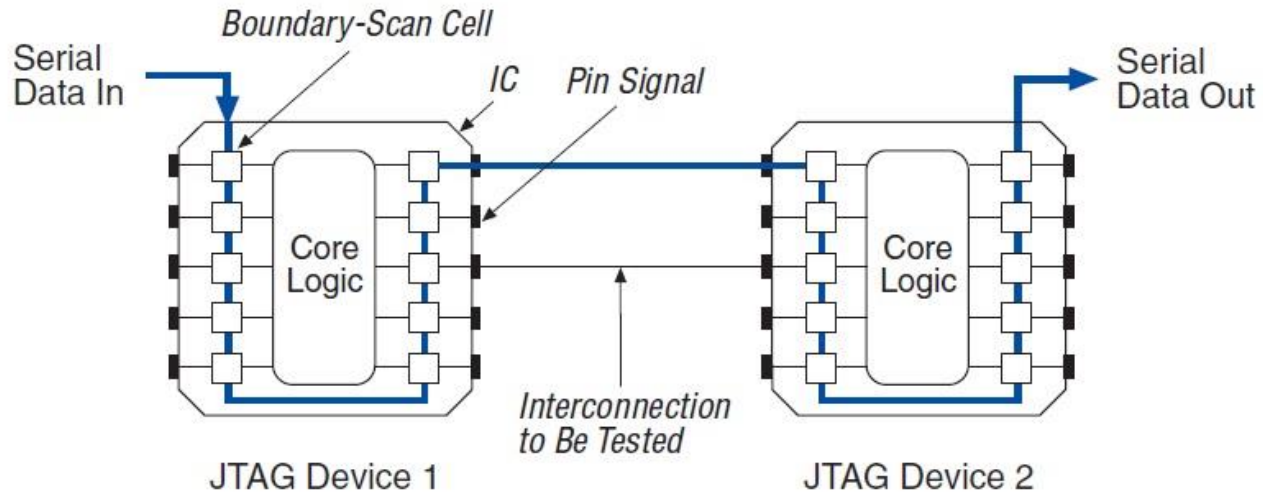 Boundary-Scan Cell
Serial
Data In
IC
Pin Signal
Serial
Data Out
Core
Logic
Core
Logic
Interconnection
to Be Tested
JTAG Device 1
JTAG Device 2